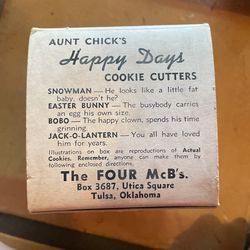 AUNT CHICK'S
Happy Days
COOKIE CUTTERS
SNOWMAN — He looks like a little fat
baby, doesn't he?
EASTER BUNNY — The busybody carries
an egg his own size.
BOBO — The happy clown, spends his time
grinning.
JACK-O-LANTERN — You all have loved
him for years.
Illustrations on box are reproductions of Actual
Cookies. Remember, anyone can make them by
following enclosed directions.
The FOUR McB's.
Box 3687, Utica Square
Tulsa, Oklahoma